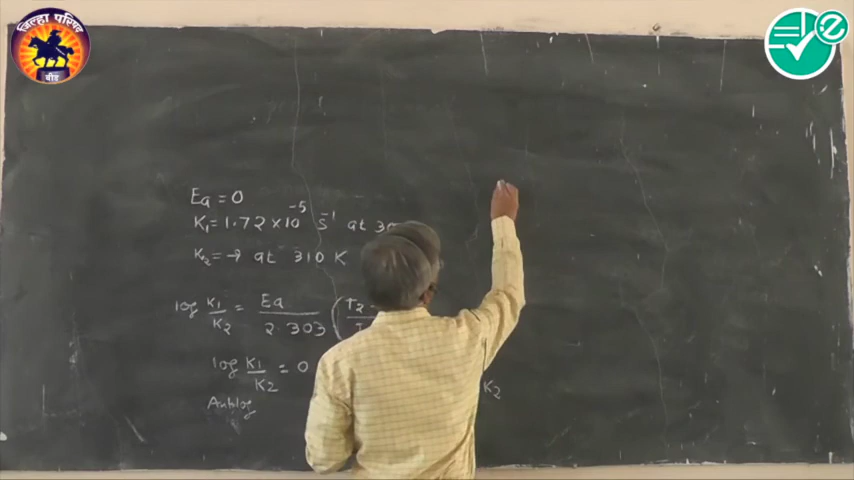 जिल्हा परिषद
बीड
e
Ea = 0
K₁ = 1.72 × 10⁻⁵ s⁻¹ at 30
K₂ = → at 310 K
log K₁/K₂ = Ea/2.303 (T₂ -
log K₁/K₂ = 0
K₂
Antilog